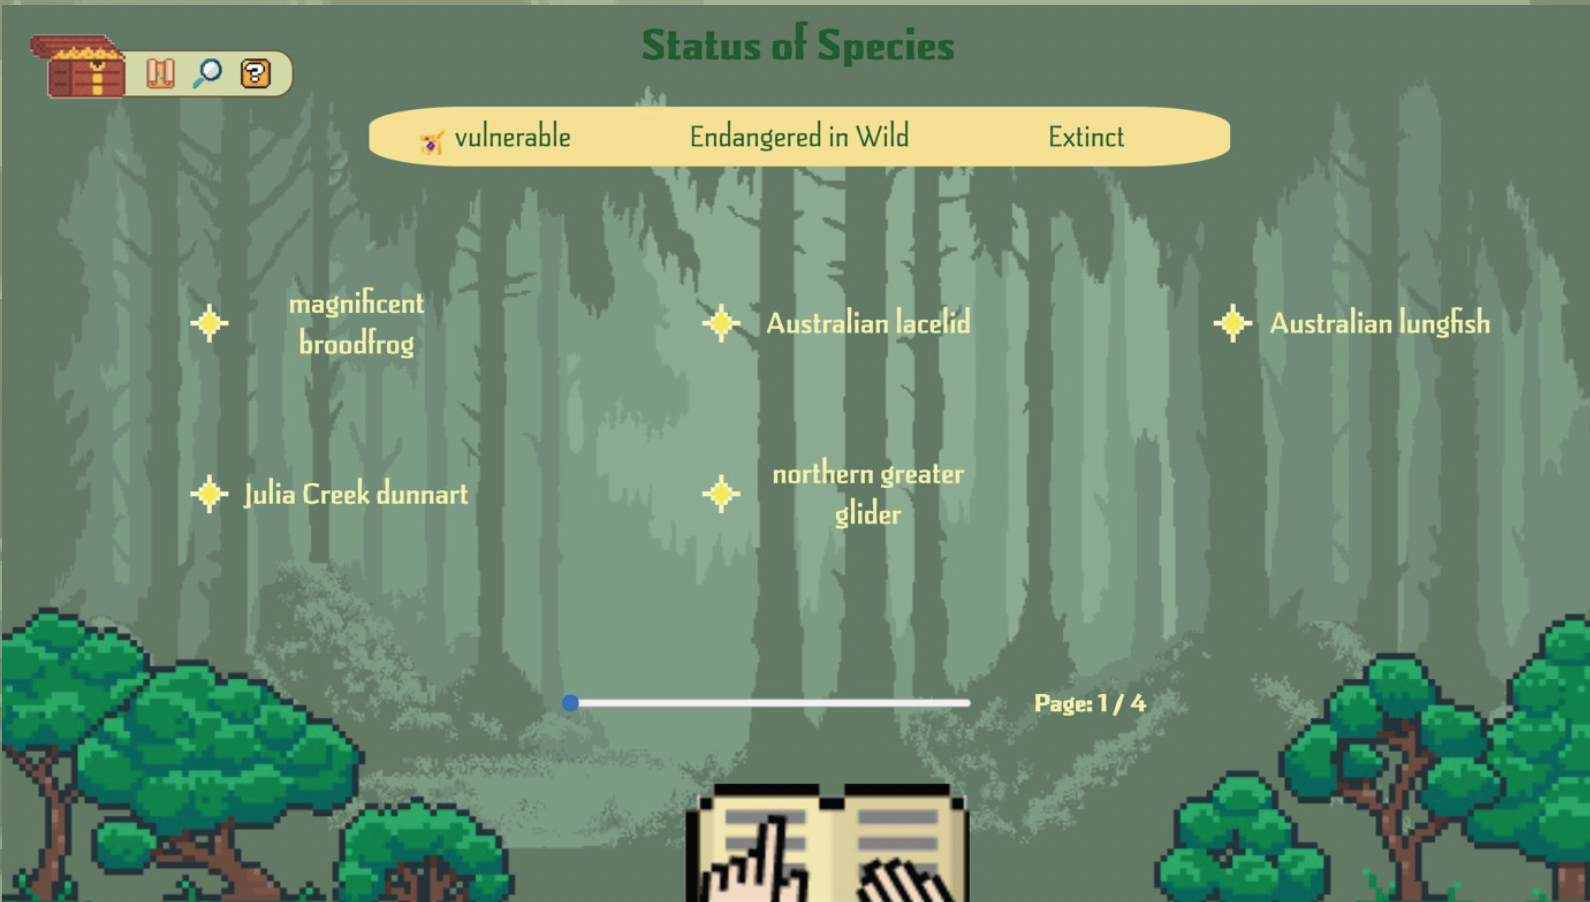 Status of Species
?
vulnerable
Endangered in Wild
Extinct
magnificent
broodfrog
Australian lacelid
Australian lungfish
Julia Creek dunnart
northern greater
glider
Page: 1 / 4